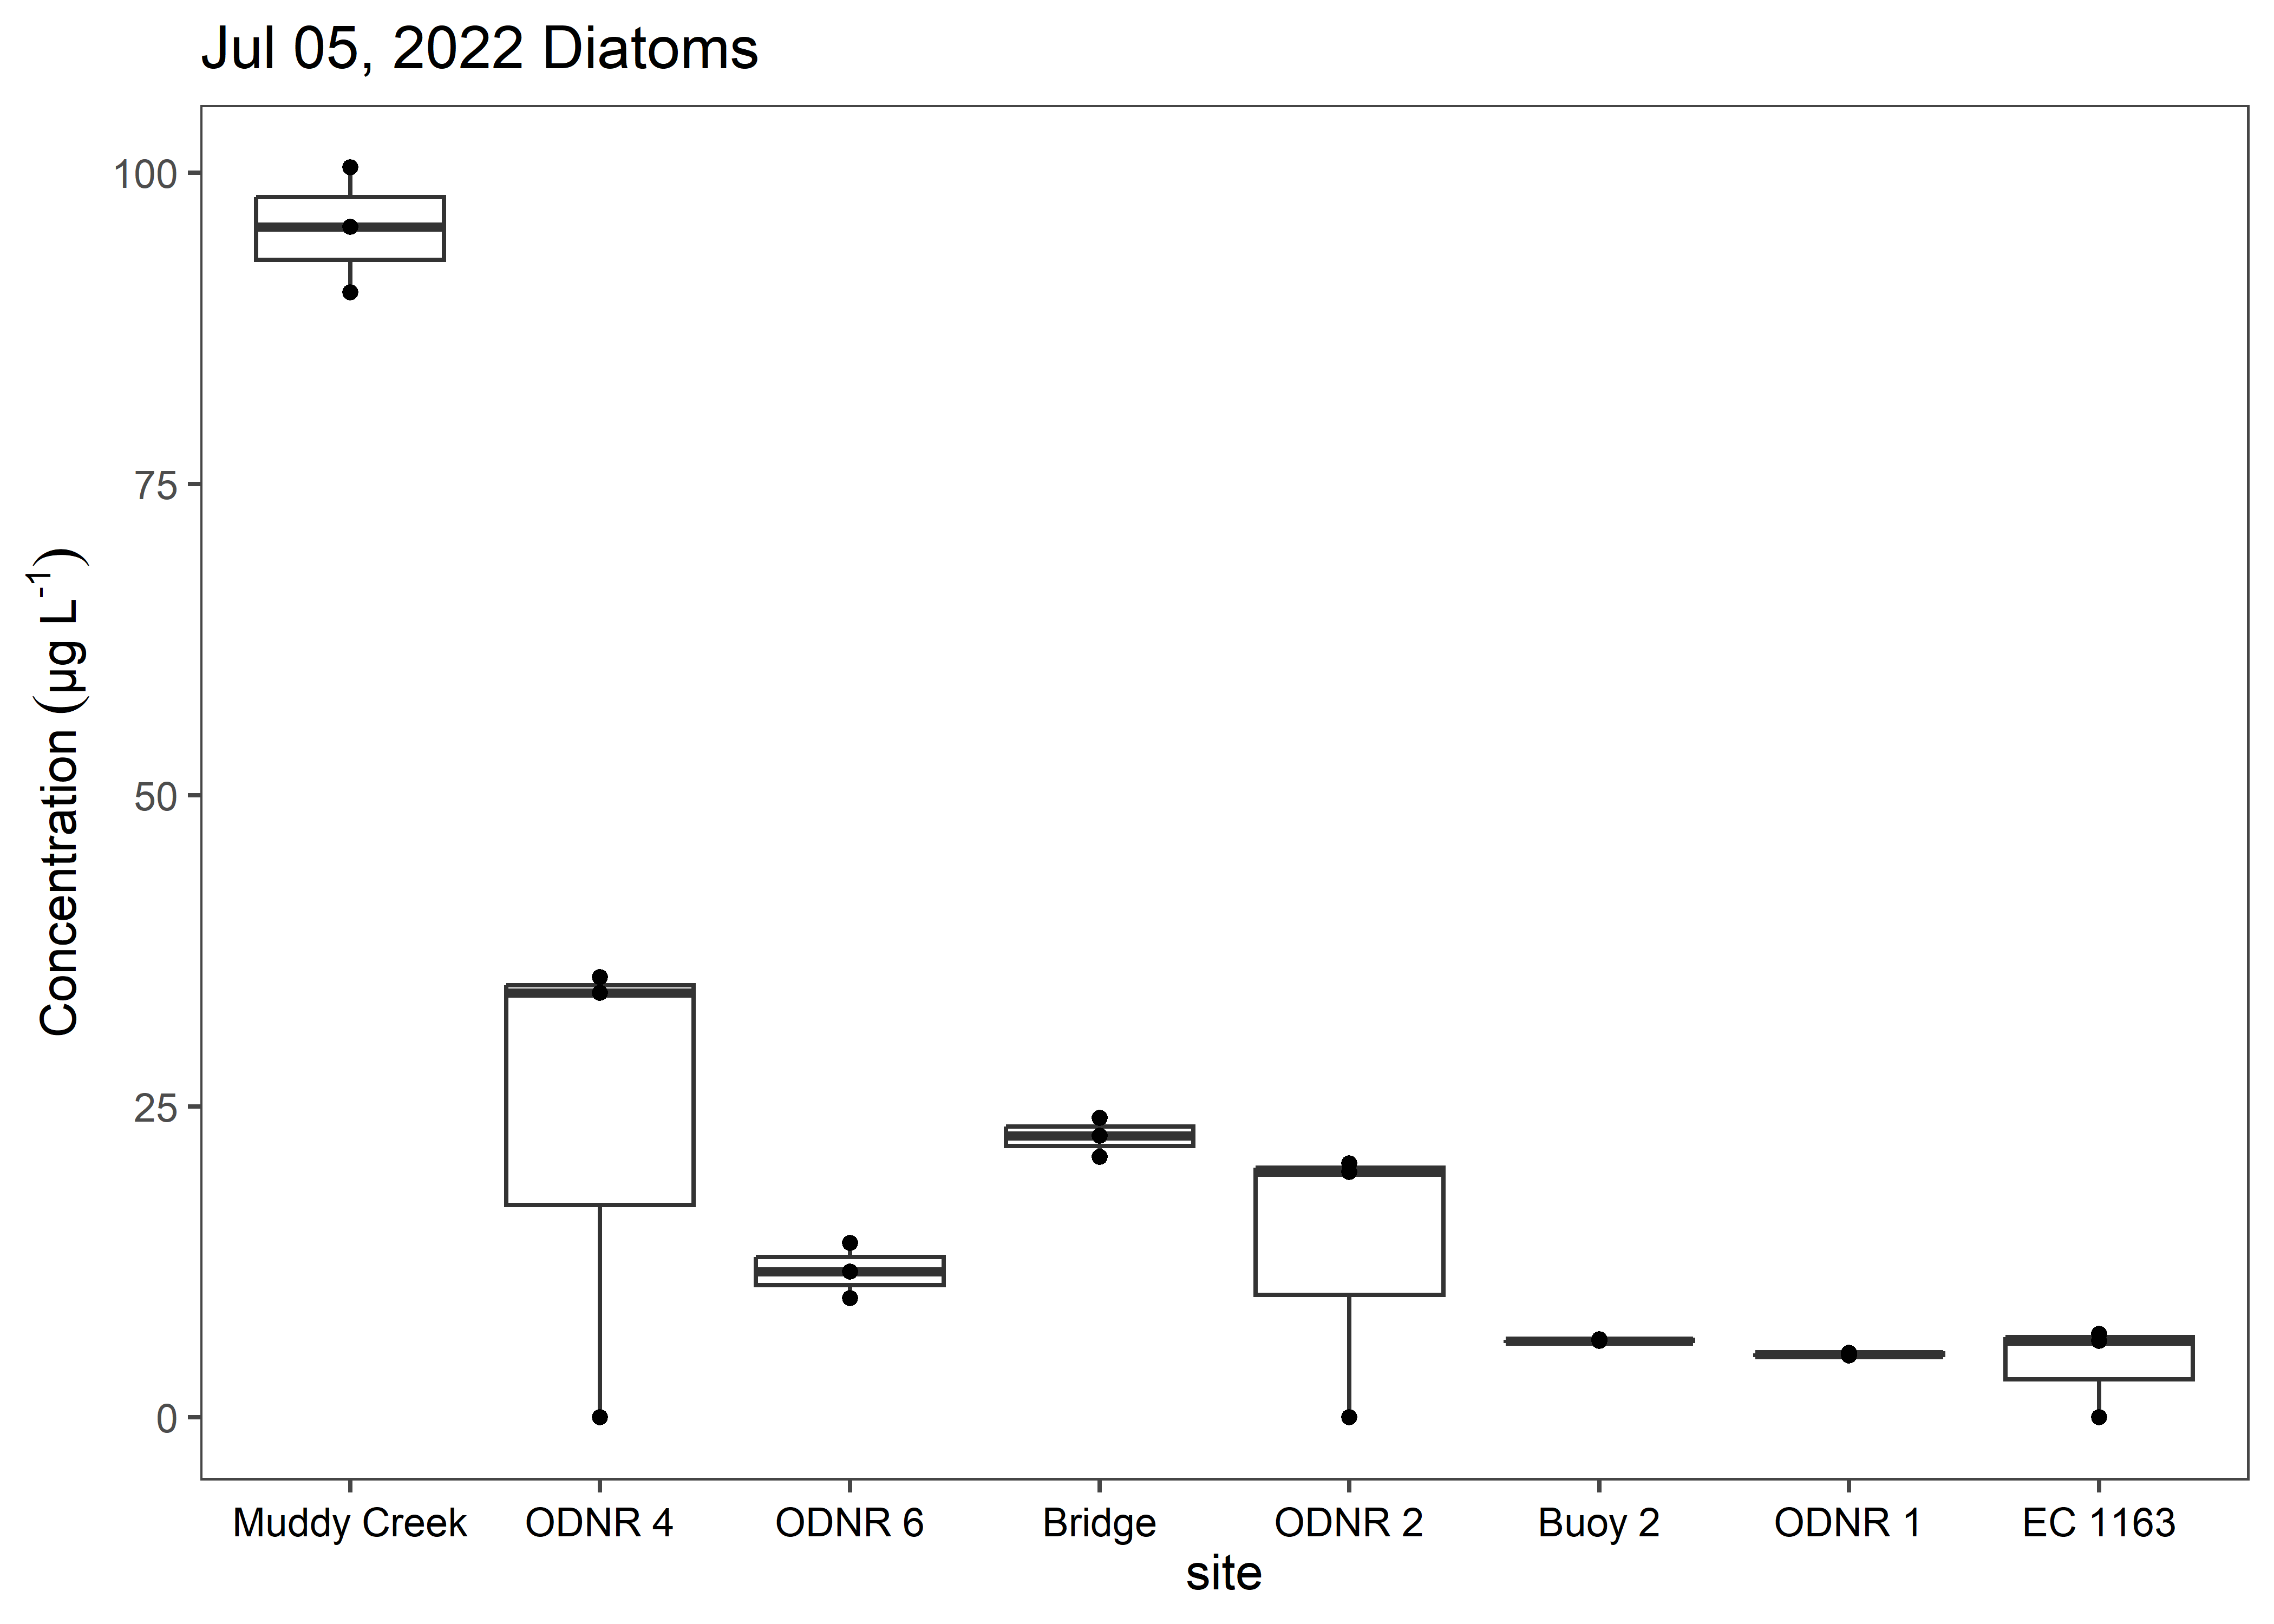 Jul 05, 2022 Diatoms
Concentration (µg L⁻¹)
100
75
50
25
0
Muddy Creek ODNR 4 ODNR 6 Bridge ODNR 2 Buoy 2 ODNR 1 EC 1163
site